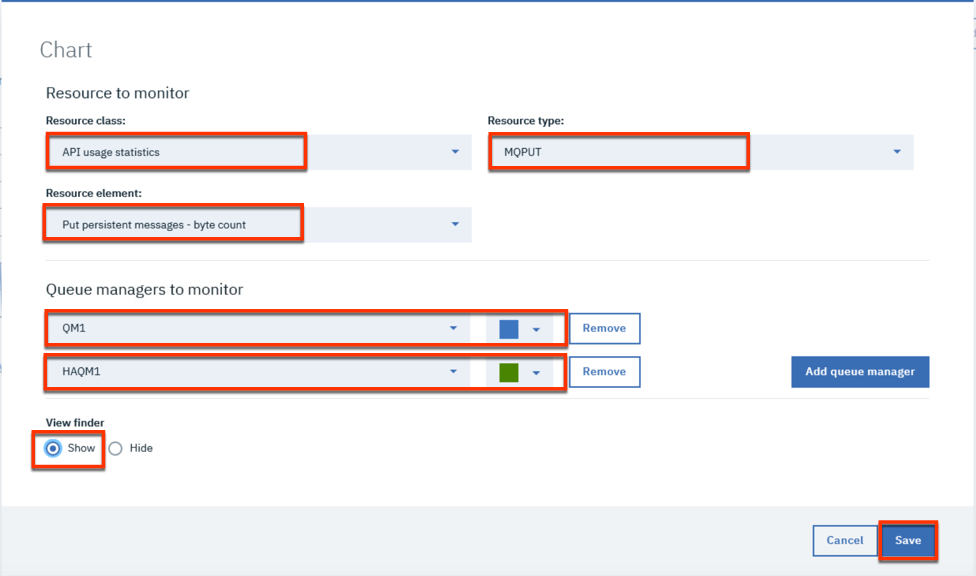 Chart
Resource to monitor
Resource class:
Resource type:
API usage statistics
MQPUT
Resource element:
Put persistent messages - byte count
Queue managers to monitor
QM1
Remove
HAQM1
Remove
Add queue manager
View finder
Show
Hide
Cancel
Save